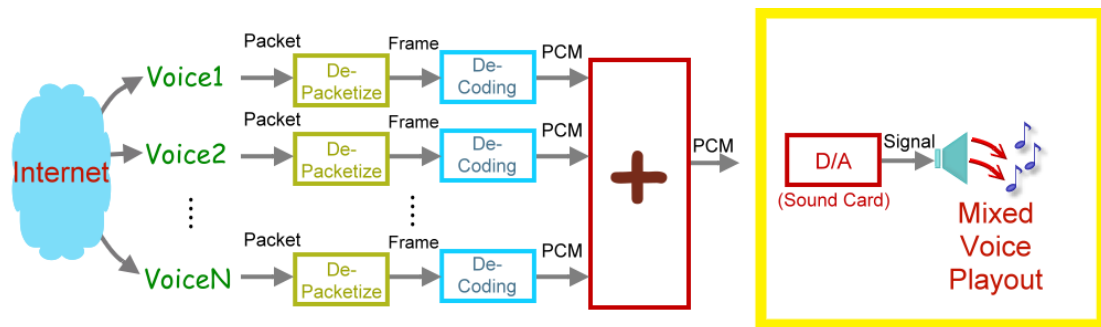 Internet
Voice1
Packet
De-
Packetize
Frame
De-
Coding
PCM
Voice2
Packet
De-
Packetize
Frame
De-
Coding
PCM
VoiceN
Packet
De-
Packetize
Frame
De-
Coding
PCM
+
PCM
D/A
(Sound Card)
Signal
Mixed
Voice
Playout